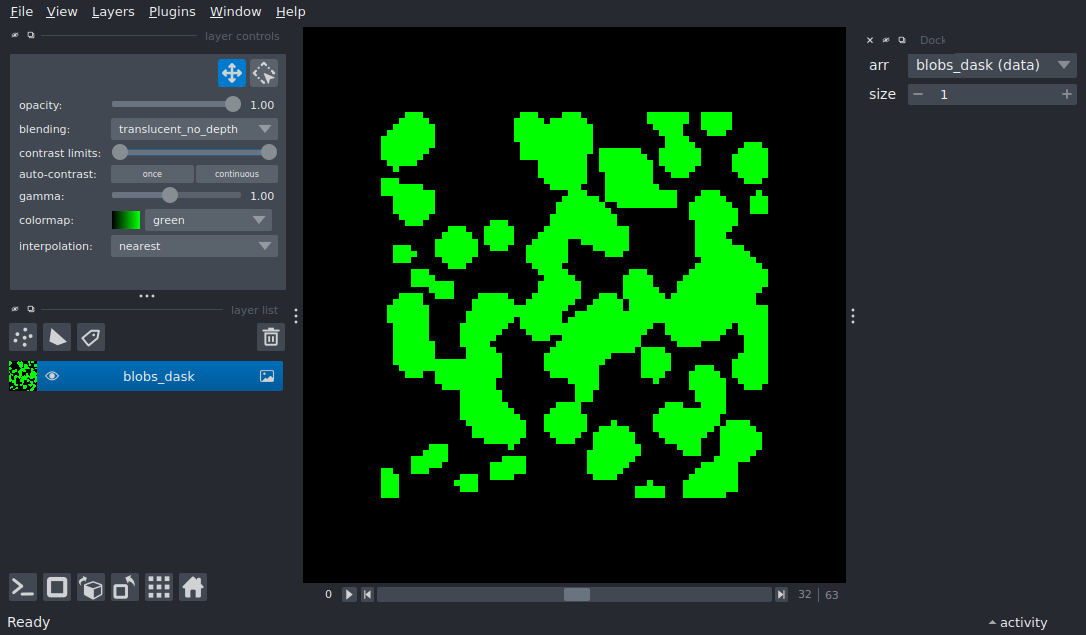 File View Layers Plugins Window Help
layer controls
opacity: 1.00
blending: translucent_no_depth
contrast limits:
auto-contrast: once continuous
gamma: 1.00
colormap: green
interpolation: nearest
layer list
blobs_dask
0 32 63
Ready
Dock
arr blobs_dask (data)
size 1
activity